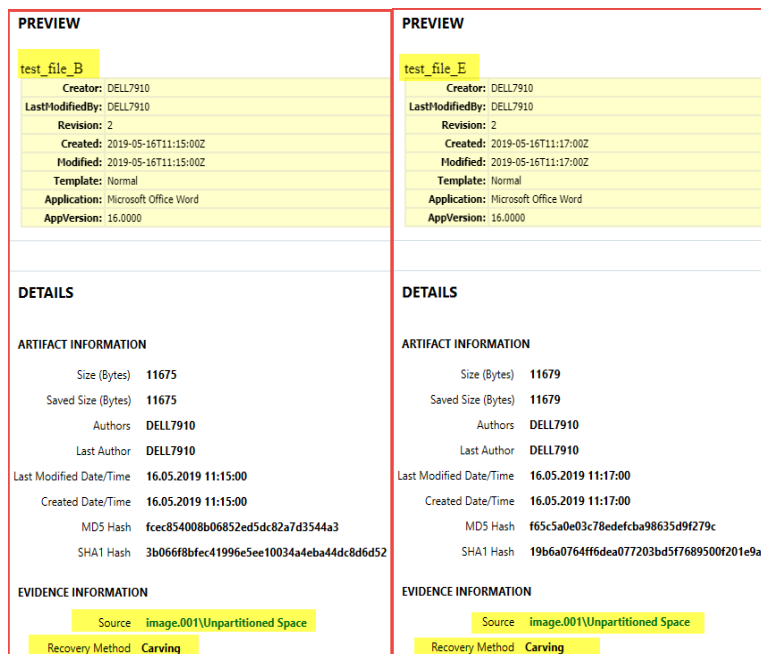 PREVIEW
test_file_B
Creator: DELL7910
LastModifiedBy: DELL7910
Revision: 2
Created: 2019-05-16T11:15:00Z
Modified: 2019-05-16T11:15:00Z
Template: Normal
Application: Microsoft Office Word
AppVersion: 16.0000
DETAILS
ARTIFACT INFORMATION
Size (Bytes) 11675
Saved Size (Bytes) 11675
Authors DELL7910
Last Author DELL7910
Last Modified Date/Time 16.05.2019 11:15:00
Created Date/Time 16.05.2019 11:15:00
MD5 Hash fcec854008b06852ed5dc82a7d3544a3
SHA1 Hash 3b066f8bfec41996e5ee10034a4eba44dc8d6d52
EVIDENCE INFORMATION
Source image.001\Unpartitioned Space
Recovery Method Carving
PREVIEW
test_file_E
Creator: DELL7910
LastModifiedBy: DELL7910
Revision: 2
Created: 2019-05-16T11:17:00Z
Modified: 2019-05-16T11:17:00Z
Template: Normal
Application: Microsoft Office Word
AppVersion: 16.0000
DETAILS
ARTIFACT INFORMATION
Size (Bytes) 11679
Saved Size (Bytes) 11679
Authors DELL7910
Last Author DELL7910
Last Modified Date/Time 16.05.2019 11:17:00
Created Date/Time 16.05.2019 11:17:00
MD5 Hash f65c5a0e03c78edefcba98635d9f279c
SHA1 Hash 19b6a0764ff6dea077203bd5f7689500f201e9a
EVIDENCE INFORMATION
Source image.001\Unpartitioned Space
Recovery Method Carving